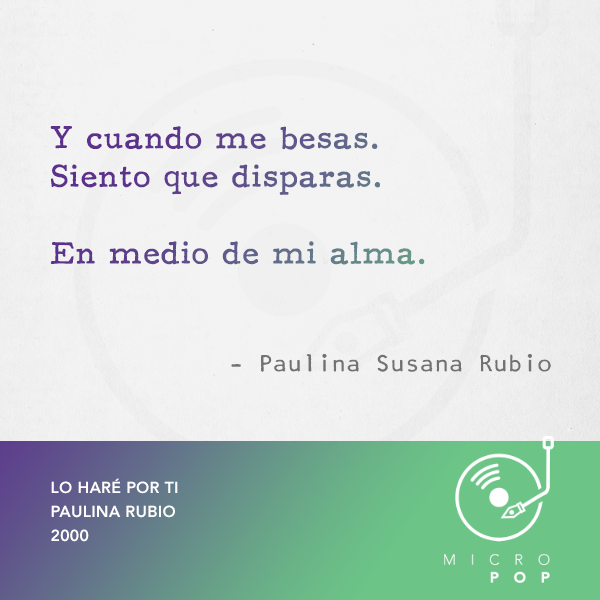 Y cuando me besas.
Siento que disparas.
En medio de mi alma.
– Paulina Susana Rubio
LO HARÉ POR TI
PAULINA RUBIO
2000
MICRO
POP